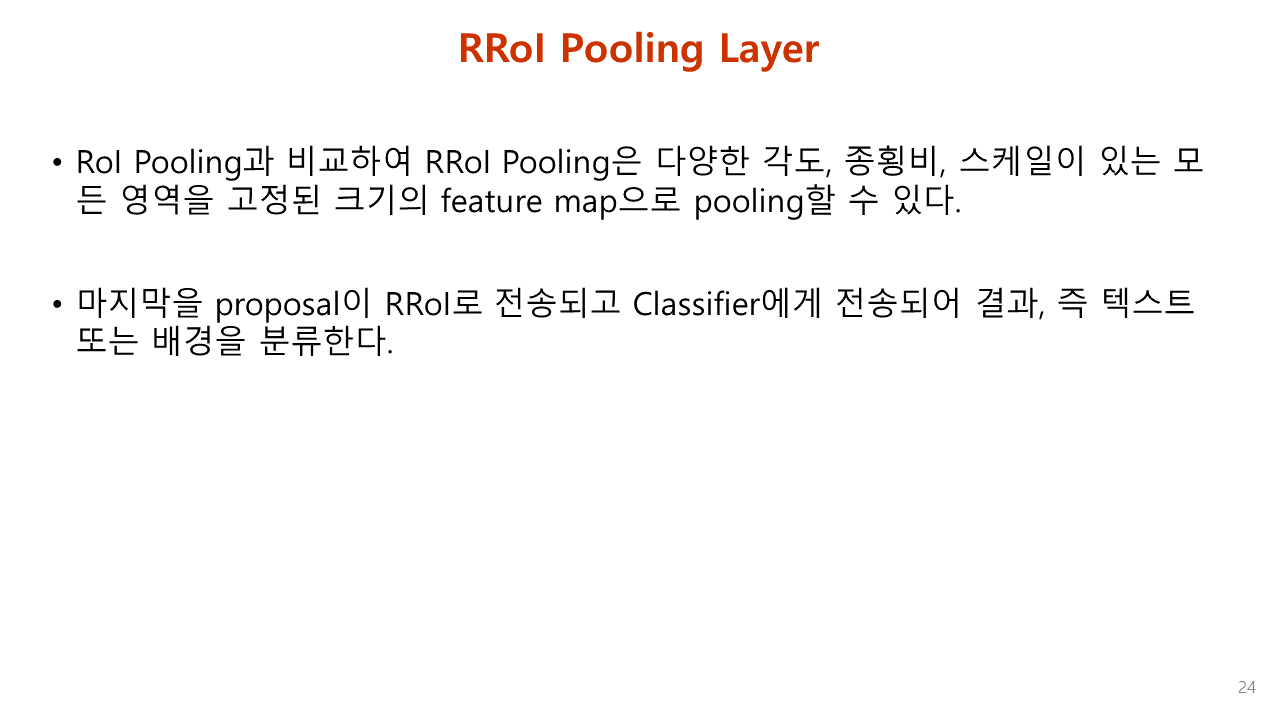 RRoI Pooling Layer
• RoI Pooling과 비교하여 RRoI Pooling은 다양한 각도, 종횡비, 스케일이 있는 모
든 영역을 고정된 크기의 feature map으로 pooling할 수 있다.
• 마지막을 proposal이 RRoI로 전송되고 Classifier에게 전송되어 결과, 즉 텍스트
또는 배경을 분류한다.
24